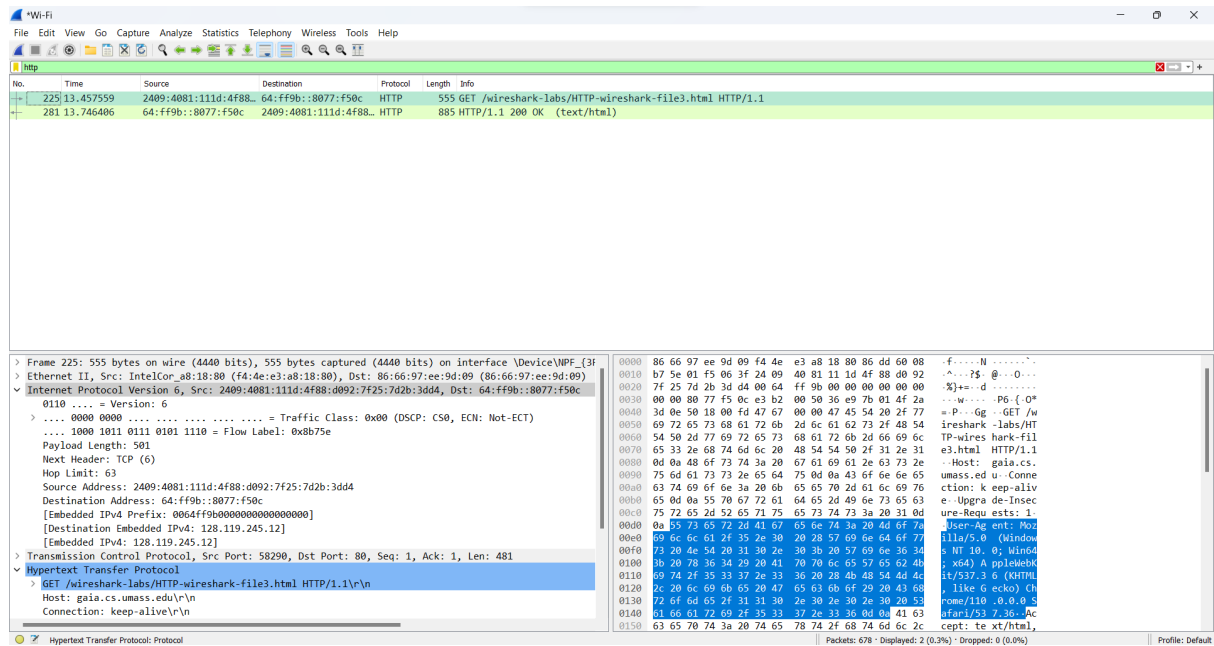 *Wi-Fi
File Edit View Go Capture Analyze Statistics Telephony Wireless Tools Help
http
No. Time Source Destination Protocol Length Info
225 13.457559 2409:4081:111d:4f88… 64:ff9b::8077:f50c HTTP 555 GET /wireshark-labs/HTTP-wireshark-file3.html HTTP/1.1
281 13.746406 64:ff9b::8077:f50c 2409:4081:111d:4f88… HTTP 885 HTTP/1.1 200 OK (text/html)
> Frame 225: 555 bytes on wire (4440 bits), 555 bytes captured (4440 bits) on interface \Device\NPF_{3F
> Ethernet II, Src: IntelCor_a8:18:80 (f4:4e:e3:a8:18:80), Dst: 86:66:97:ee:9d:09 (86:66:97:ee:9d:09)
Internet Protocol Version 6, Src: 2409:4081:111d:4f88:d092:7f25:7d2b:3dd4, Dst: 64:ff9b::8077:f50c
0110 .... = Version: 6
> .... 0000 0000 .... .... .... .... .... = Traffic Class: 0x00 (DSCP: CS0, ECN: Not-ECT)
.... 1000 1011 0111 0101 1110 = Flow Label: 0x8b75e
Payload Length: 501
Next Header: TCP (6)
Hop Limit: 63
Source Address: 2409:4081:111d:4f88:d092:7f25:7d2b:3dd4
Destination Address: 64:ff9b::8077:f50c
[Embedded IPv4 Prefix: 0064ff9b0000000000000000]
[Destination Embedded IPv4: 128.119.245.12]
[Embedded IPv4: 128.119.245.12]
> Transmission Control Protocol, Src Port: 58290, Dst Port: 80, Seq: 1, Ack: 1, Len: 481
Hypertext Transfer Protocol
> GET /wireshark-labs/HTTP-wireshark-file3.html HTTP/1.1\r\n
Host: gaia.cs.umass.edu\r\n
Connection: keep-alive\r\n
0000 86 66 97 ee 9d 09 f4 4e e3 a8 18 80 86 dd 60 08 ·f·····N ······`·
0010 b7 5e 01 f5 06 3f 24 09 40 81 11 1d 4f 88 d0 92 ·^···?$· @···O···
0020 7f 25 7d 2b 3d d4 00 64 ff 9b 00 00 00 00 00 00 ·%}+=··d ········
0030 00 00 80 77 f5 0c e3 b2 00 50 36 e9 7b 01 4f 2a ···w···· ·P6·{·O*
0040 3d 0e 50 18 00 fd 47 67 00 00 47 45 54 20 2f 77 =·P···Gg ··GET /w
0050 69 72 65 73 68 61 72 6b 2d 6c 61 62 73 2f 48 54 ireshark -labs/HT
0060 54 50 2d 77 69 72 65 73 68 61 72 6b 2d 66 69 6c TP-wires hark-fil
0070 65 33 2e 68 74 6d 6c 20 48 54 54 50 2f 31 2e 31 e3.html HTTP/1.1
0080 0d 0a 48 6f 73 74 3a 20 67 61 69 61 2e 63 73 2e ··Host: gaia.cs.
0090 75 6d 61 73 73 2e 65 64 75 0d 0a 43 6f 6e 6e 65 umass.ed u··Conne
00a0 63 74 69 6f 6e 3a 20 6b 65 65 70 2d 61 6c 69 76 ction: k eep-aliv
00b0 65 0d 0a 55 70 67 72 61 64 65 2d 49 6e 73 65 63 e··Upgra de-Insec
00c0 75 72 65 2d 52 65 71 75 65 73 74 73 3a 20 31 0d ure-Requ ests: 1·
00d0 0a 55 73 65 72 2d 41 67 65 6e 74 3a 20 4d 6f 7a ·User-Ag ent: Moz
00e0 69 6c 6c 61 2f 35 2e 30 20 28 57 69 6e 64 6f 77 illa/5.0 (Window
00f0 73 20 4e 54 20 31 30 2e 30 3b 20 57 69 6e 36 34 s NT 10. 0; Win64
0100 3b 20 78 36 34 29 20 41 70 70 6c 65 57 65 62 4b ; x64) A ppleWebK
0110 69 74 2f 35 33 37 2e 33 36 20 28 4b 48 54 4d 4c it/537.3 6 (KHTML
0120 2c 20 6c 69 6b 65 20 47 65 63 6b 6f 29 20 43 68 , like G ecko) Ch
0130 72 6f 6d 65 2f 31 31 30 2e 30 2e 30 2e 30 20 53 rome/110 .0.0.0 S
0140 61 66 61 72 69 2f 35 33 37 2e 33 36 0d 0a 41 63 afari/53 7.36··Ac
0150 63 65 70 74 3a 20 74 65 78 74 2f 68 74 6d 6c 2c cept: te xt/html,
Hypertext Transfer Protocol: Protocol Packets: 678 · Displayed: 2 (0.3%) · Dropped: 0 (0.0%) Profile: Default